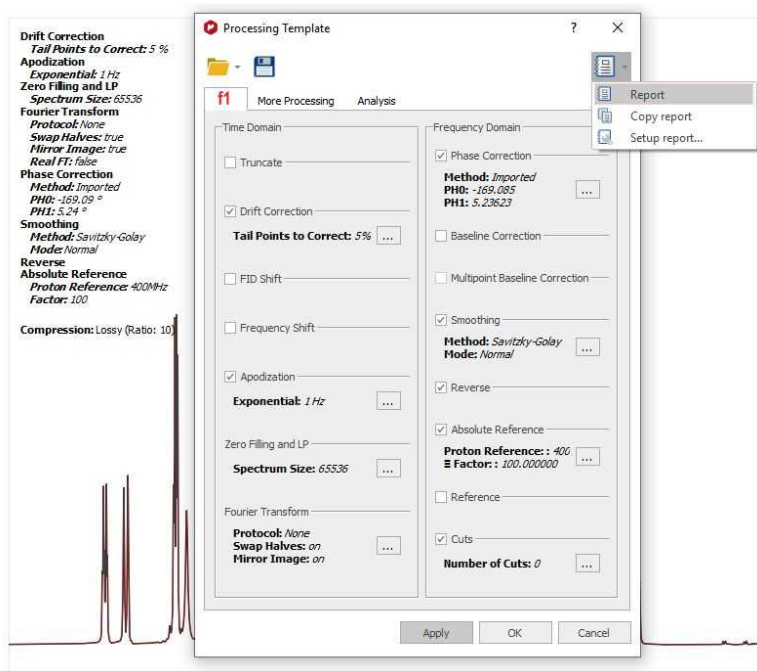 Drift Correction
Tail Points to Correct: 5 %
Apodization
Exponential: 1 Hz
Zero Filling and LP
Spectrum Size: 65536
Fourier Transform
Protocol: None
Swap Halves: true
Mirror Image: true
Real FT: false
Phase Correction
Method: Imported
PH0: -169.09 °
PH1: 5.24 °
Smoothing
Method: Savitzky-Golay
Mode: Normal
Reverse
Absolute Reference
Proton Reference: 400MHz
Factor: 100
Compression: Lossy (Ratio: 10)
Processing Template
?
f1
More Processing
Analysis
Report
Copy report
Setup report...
Time Domain
Truncate
Drift Correction
Tail Points to Correct: 5%
...
FID Shift
Frequency Shift
Apodization
Exponential: 1 Hz
...
Zero Filling and LP
Spectrum Size: 65536
...
Fourier Transform
Protocol: None
Swap Halves: on
Mirror Image: on
...
Frequency Domain
Phase Correction
Method: Imported
PH0: -169.085
PH1: 5.23623
...
Baseline Correction
Multipoint Baseline Correction
Smoothing
Method: Savitzky-Golay
Mode: Normal
...
Reverse
Absolute Reference
Proton Reference: : 400
Ξ Factor: : 100.000000
...
Reference
Cuts
Number of Cuts: 0
...
Apply
OK
Cancel